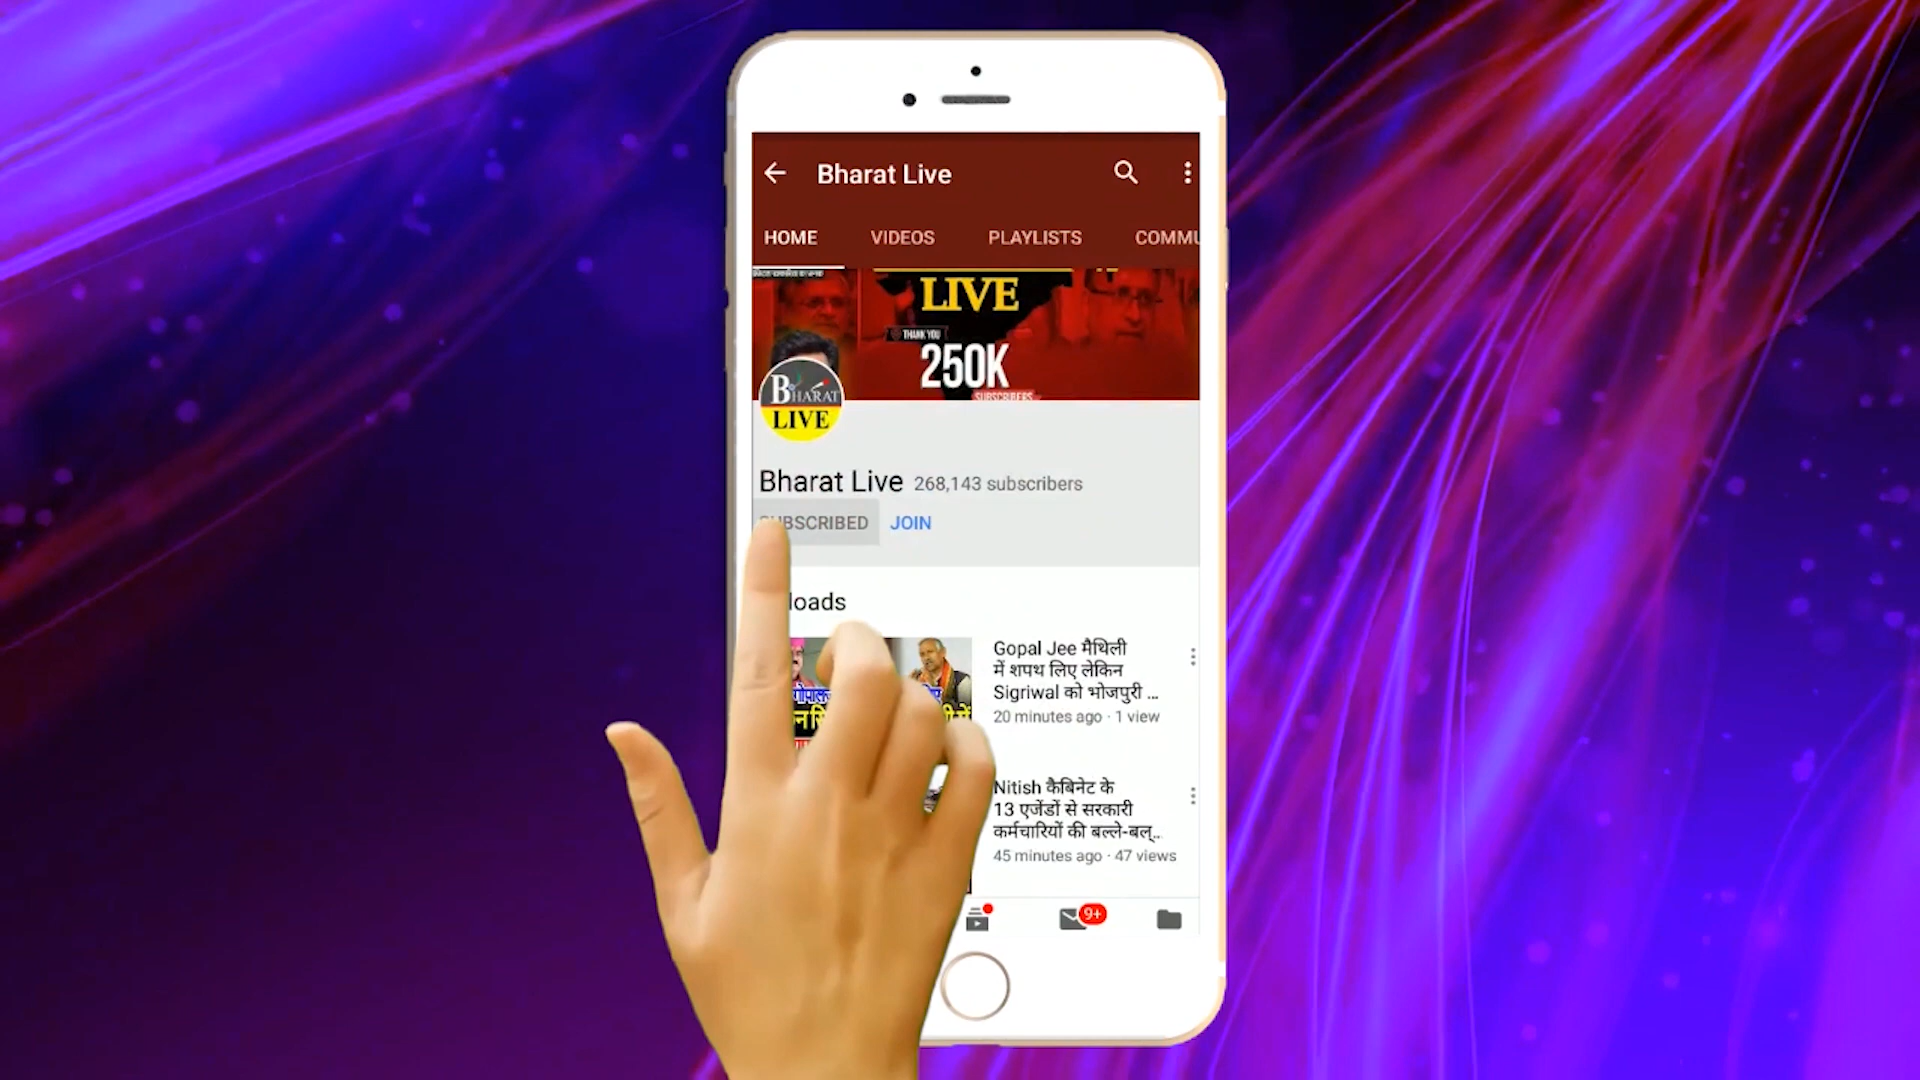 Bharat Live
HOME VIDEOS PLAYLISTS COMMU
LIVE
THANK YOU
250K
SUBSCRIBERS
BHARAT
LIVE
Bharat Live 268,143 subscribers
SUBSCRIBED JOIN
loads
Gopal Jee मैथिली
में शपथ लिए लेकिन
Sigriwal को भोजपुरी ...
20 minutes ago · 1 view
Nitish कैबिनेट के
13 एजेंडों से सरकारी
कर्मचारियों की बल्ले-बल्...
45 minutes ago · 47 views
9+